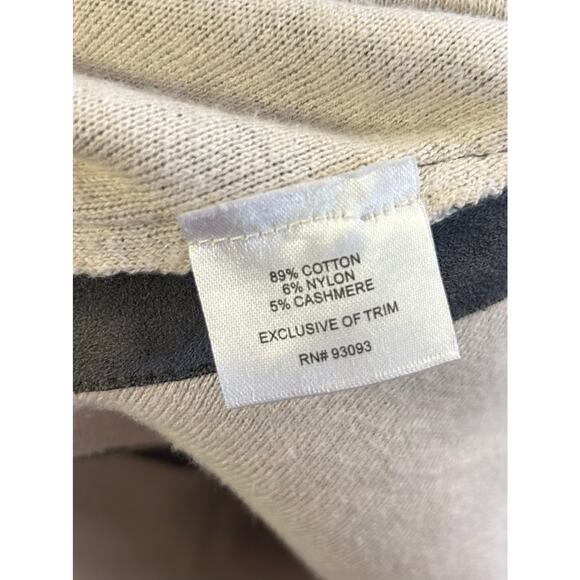 89% COTTON
6% NYLON
5% CASHMERE
EXCLUSIVE OF TRIM
RN# 93093